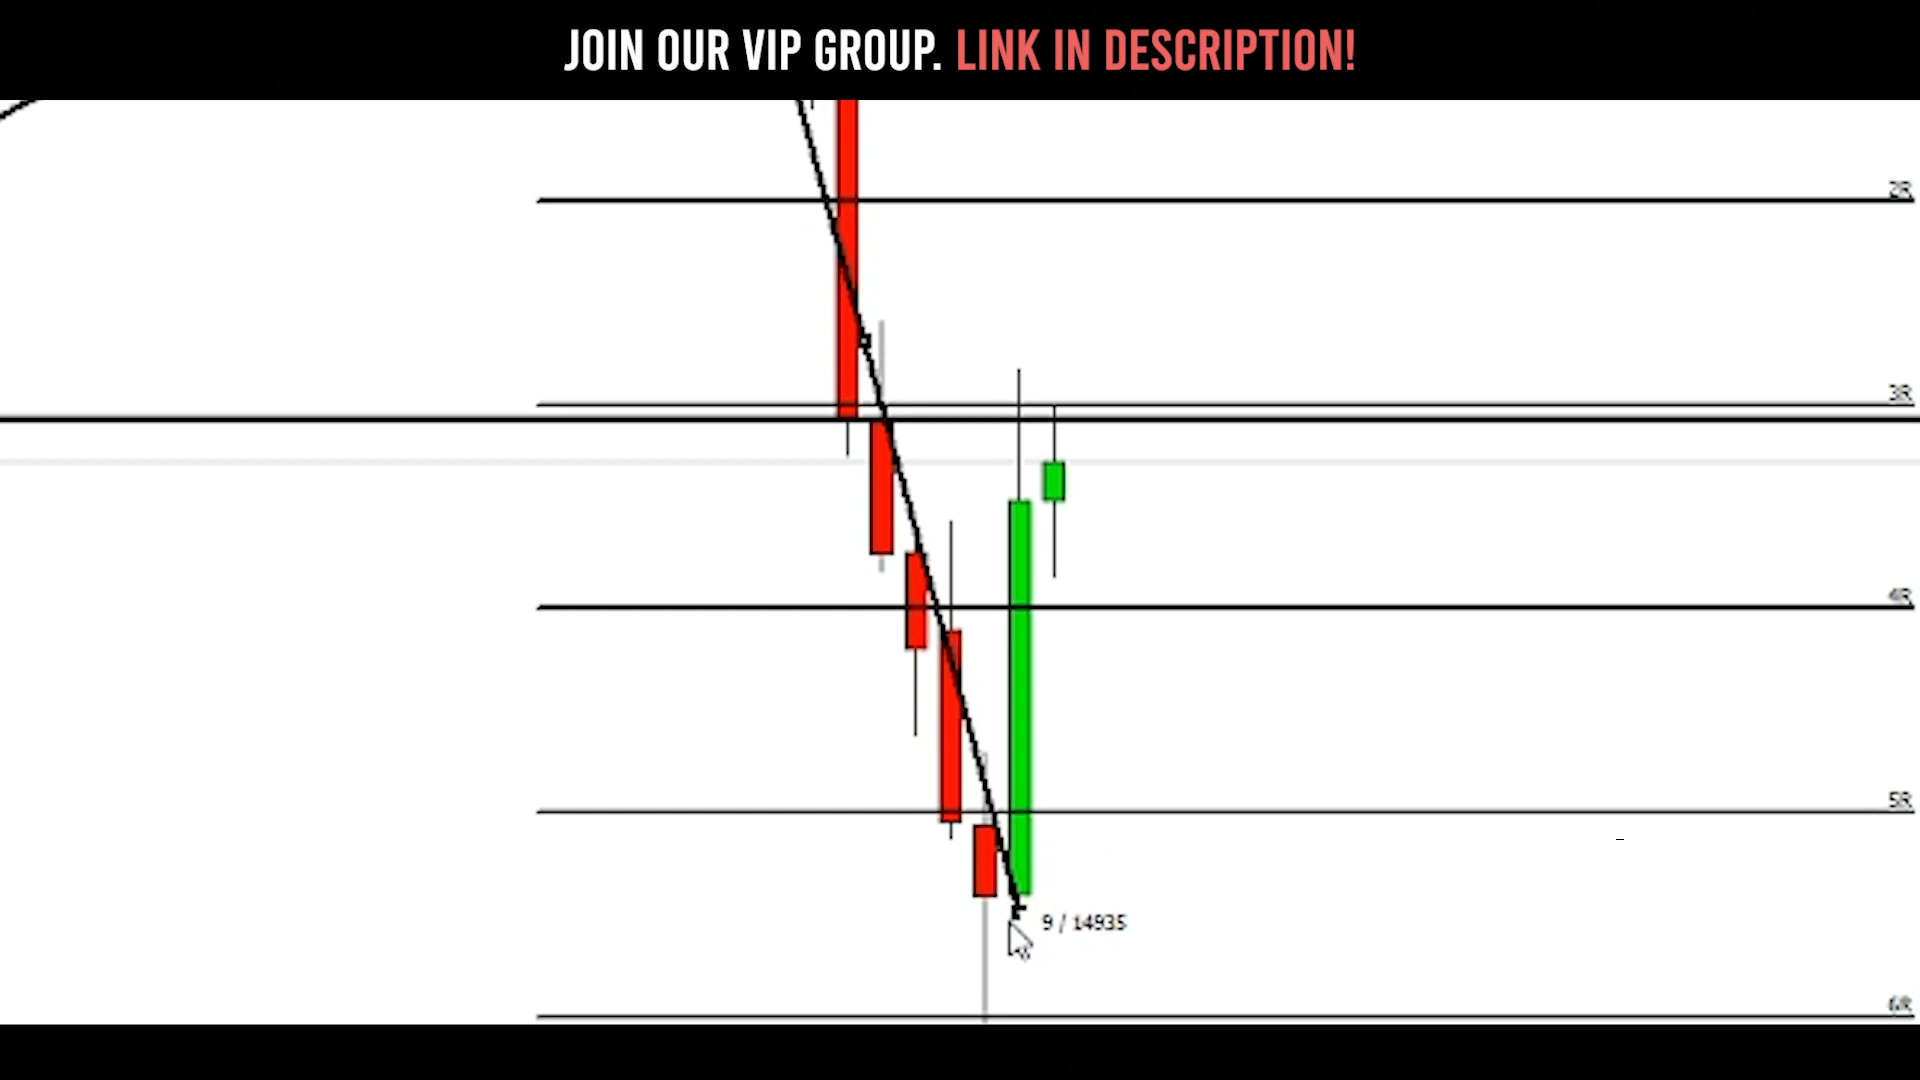 JOIN OUR VIP GROUP. LINK IN DESCRIPTION!
2R
3R
4R
5R
9 / 14935
6R